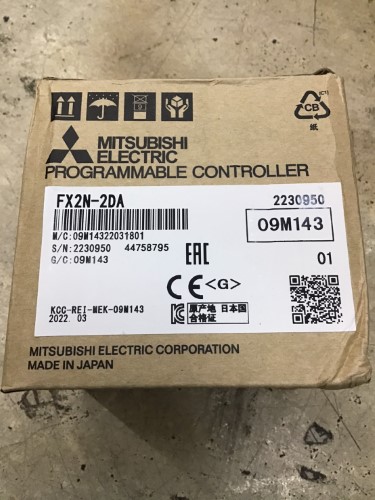 CB
紙
MITSUBISHI
ELECTRIC
PROGRAMMABLE CONTROLLER
FX2N-2DA
2230950
M/C:09M14322031801
09M143
S/N:2230950 44758795
G/C:09M143
EAC
01
CE <G>
KCC-REI-MEK-09M143
2022.03
原产地 日本国
合格证
MITSUBISHI ELECTRIC CORPORATION
MADE IN JAPAN